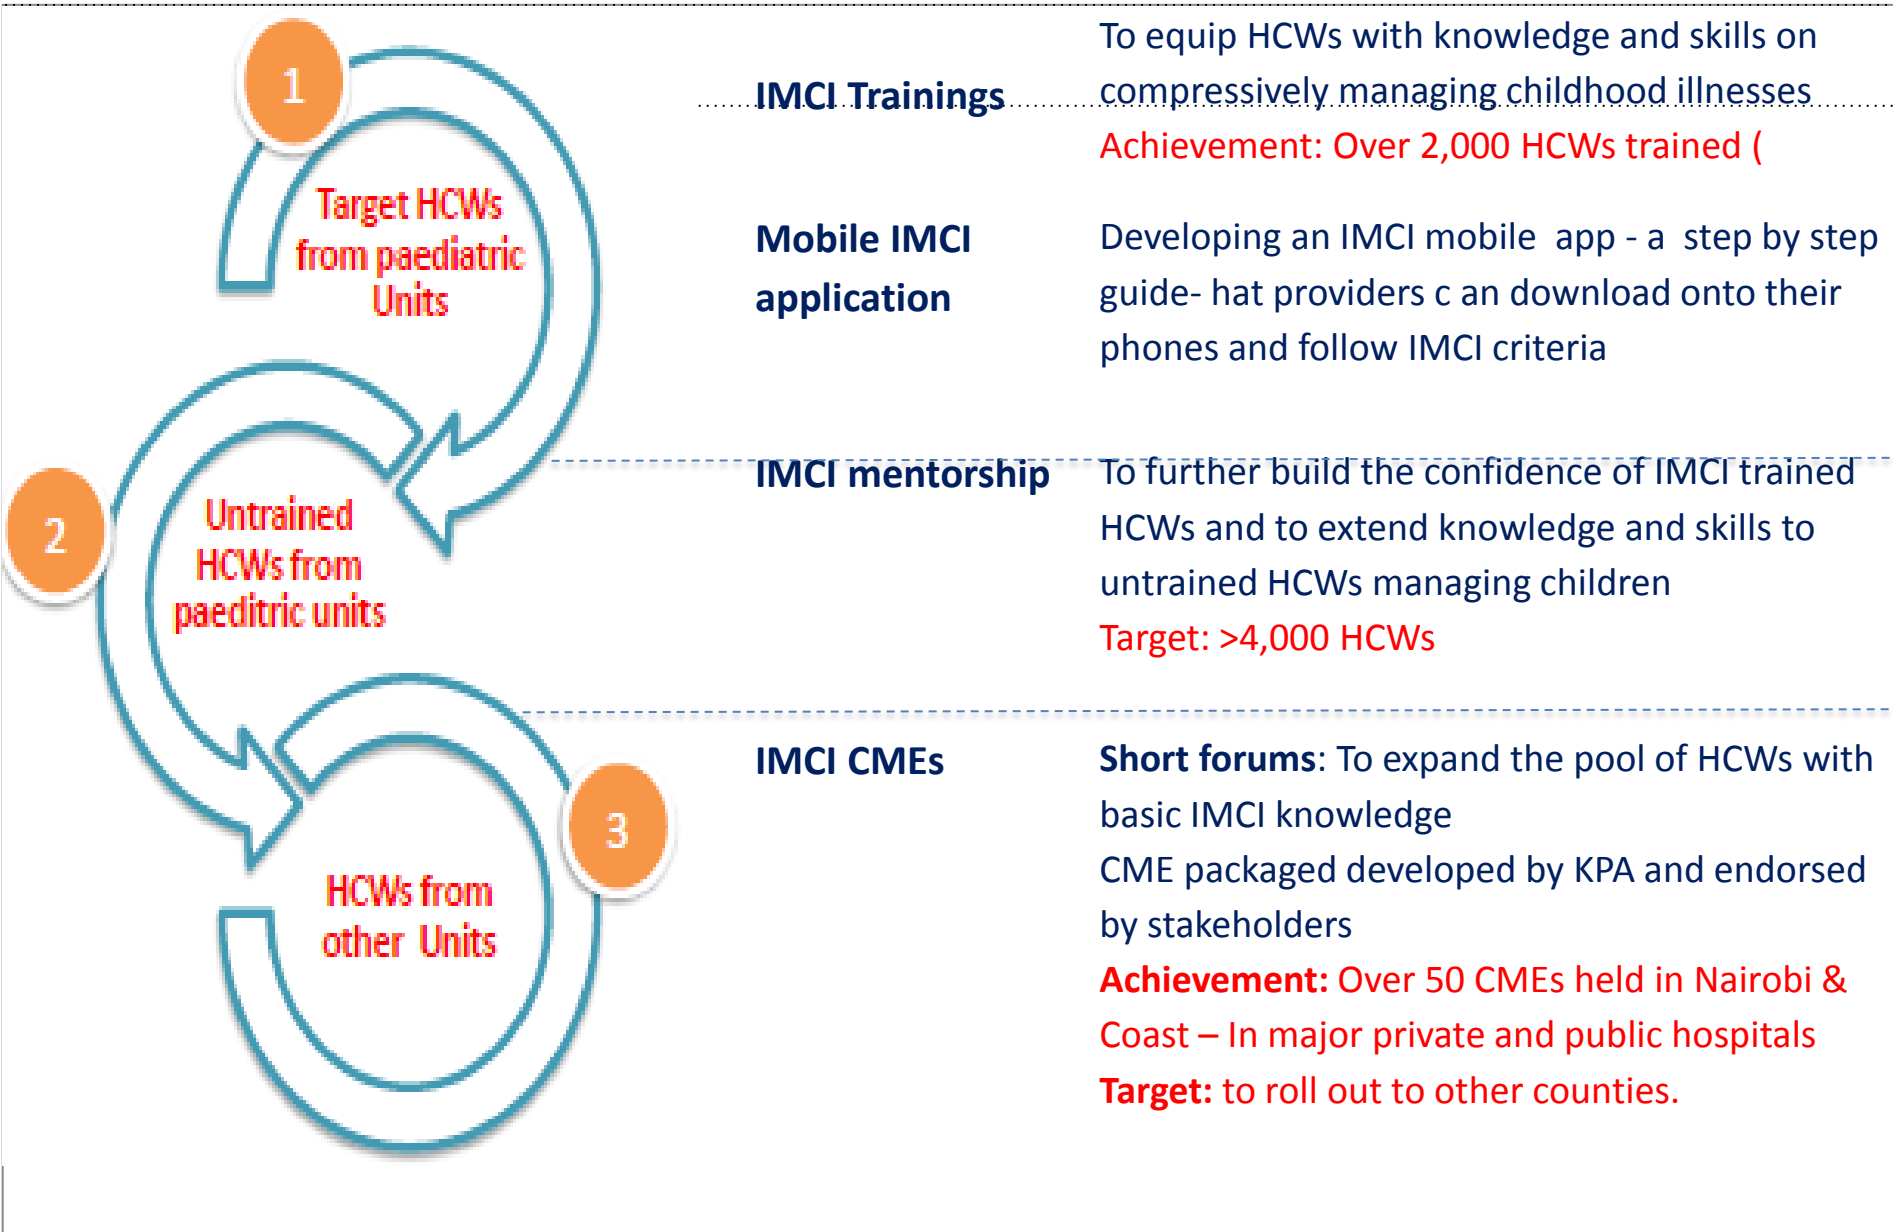 1
Target HCWs
from paediatric
Units
2
Untrained
HCWs from
paeditric units
3
HCWs from
other Units
IMCI Trainings
To equip HCWs with knowledge and skills on
compressively managing childhood illnesses
Achievement: Over 2,000 HCWs trained (
Mobile IMCI
application
Developing an IMCI mobile app - a step by step
guide- hat providers c an download onto their
phones and follow IMCI criteria
IMCI mentorship
To further build the confidence of IMCI trained
HCWs and to extend knowledge and skills to
untrained HCWs managing children
Target: >4,000 HCWs
IMCI CMEs
Short forums: To expand the pool of HCWs with
basic IMCI knowledge
CME packaged developed by KPA and endorsed
by stakeholders
Achievement: Over 50 CMEs held in Nairobi &
Coast – In major private and public hospitals
Target: to roll out to other counties.